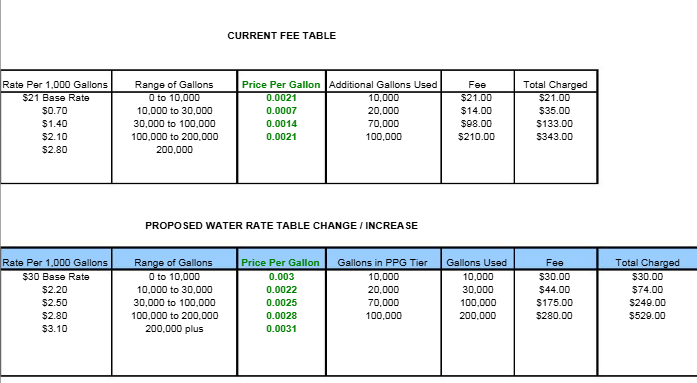 CURRENT FEE TABLE
Rate Per 1,000 Gallons Range of Gallons Price Per Gallon Additional Gallons Used Fee Total Charged
$21 Base Rate 0 to 10,000 0.0021 10,000 $21.00 $21.00
$0.70 10,000 to 30,000 0.0007 20,000 $14.00 $35.00
$1.40 30,000 to 100,000 0.0014 70,000 $98.00 $133.00
$2.10 100,000 to 200,000 0.0021 100,000 $210.00 $343.00
$2.80 200,000
PROPOSED WATER RATE TABLE CHANGE / INCREASE
Rate Per 1,000 Gallons Range of Gallons Price Per Gallon Gallons in PPG Tier Gallons Used Fee Total Charged
$30 Base Rate 0 to 10,000 0.003 10,000 10,000 $30.00 $30.00
$2.20 10,000 to 30,000 0.0022 20,000 30,000 $44.00 $74.00
$2.50 30,000 to 100,000 0.0025 70,000 100,000 $175.00 $249.00
$2.80 100,000 to 200,000 0.0028 100,000 200,000 $280.00 $529.00
$3.10 200,000 plus 0.0031